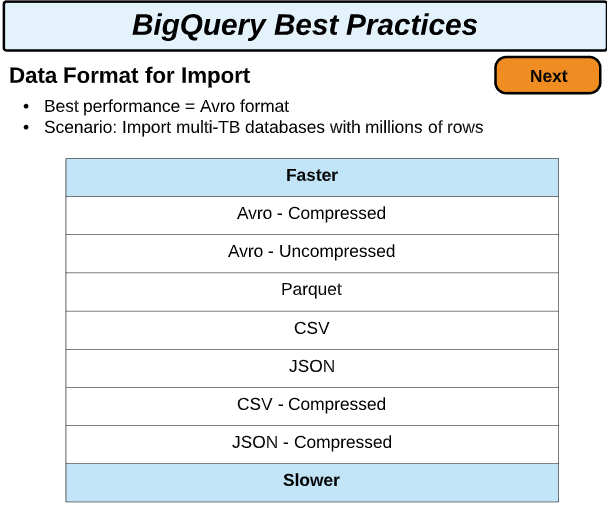 BigQuery Best Practices
Data Format for Import
Next
• Best performance = Avro format
• Scenario: Import multi-TB databases with millions of rows
Faster
Avro - Compressed
Avro - Uncompressed
Parquet
CSV
JSON
CSV - Compressed
JSON - Compressed
Slower